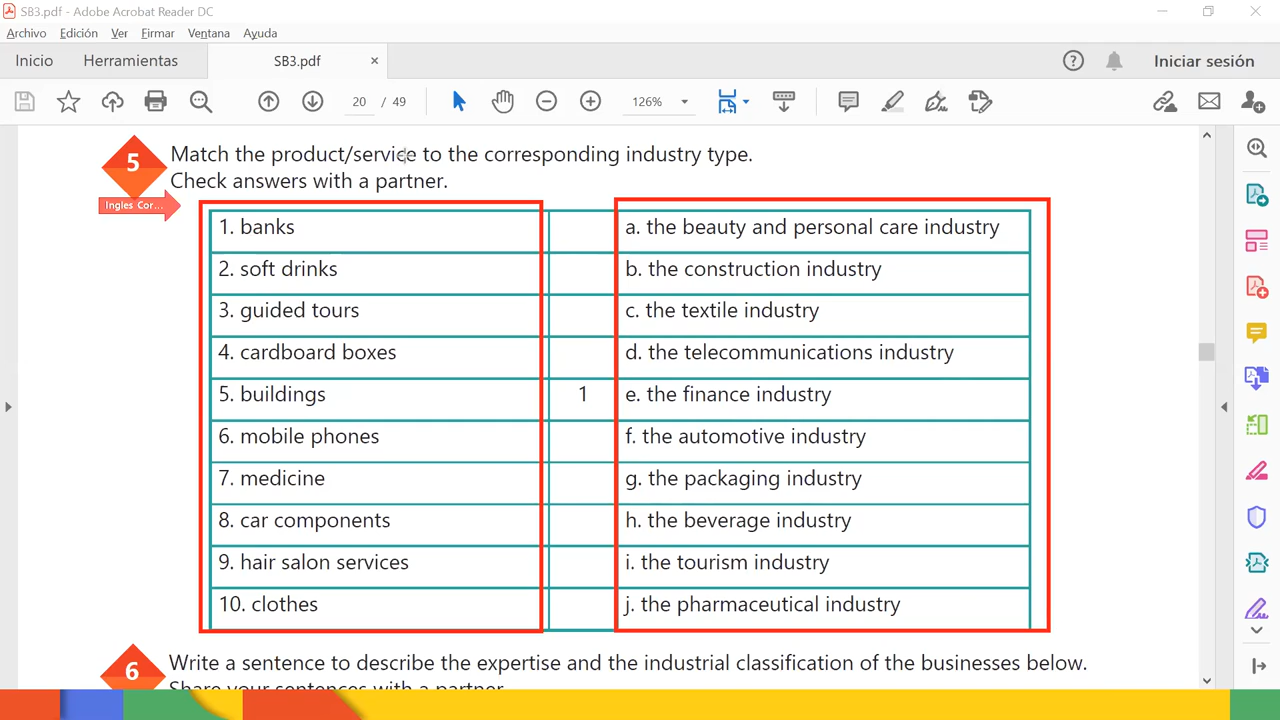 SB3.pdf - Adobe Acrobat Reader DC
Archivo Edición Ver Firmar Ventana Ayuda
Inicio Herramientas SB3.pdf Iniciar sesión
20 / 49 126%
5 Match the product/service to the corresponding industry type.
Check answers with a partner.
Ingles Cor...
1. banks a. the beauty and personal care industry
2. soft drinks b. the construction industry
3. guided tours c. the textile industry
4. cardboard boxes d. the telecommunications industry
5. buildings 1 e. the finance industry
6. mobile phones f. the automotive industry
7. medicine g. the packaging industry
8. car components h. the beverage industry
9. hair salon services i. the tourism industry
10. clothes j. the pharmaceutical industry
6 Write a sentence to describe the expertise and the industrial classification of the businesses below.
Share your sentences with a partner